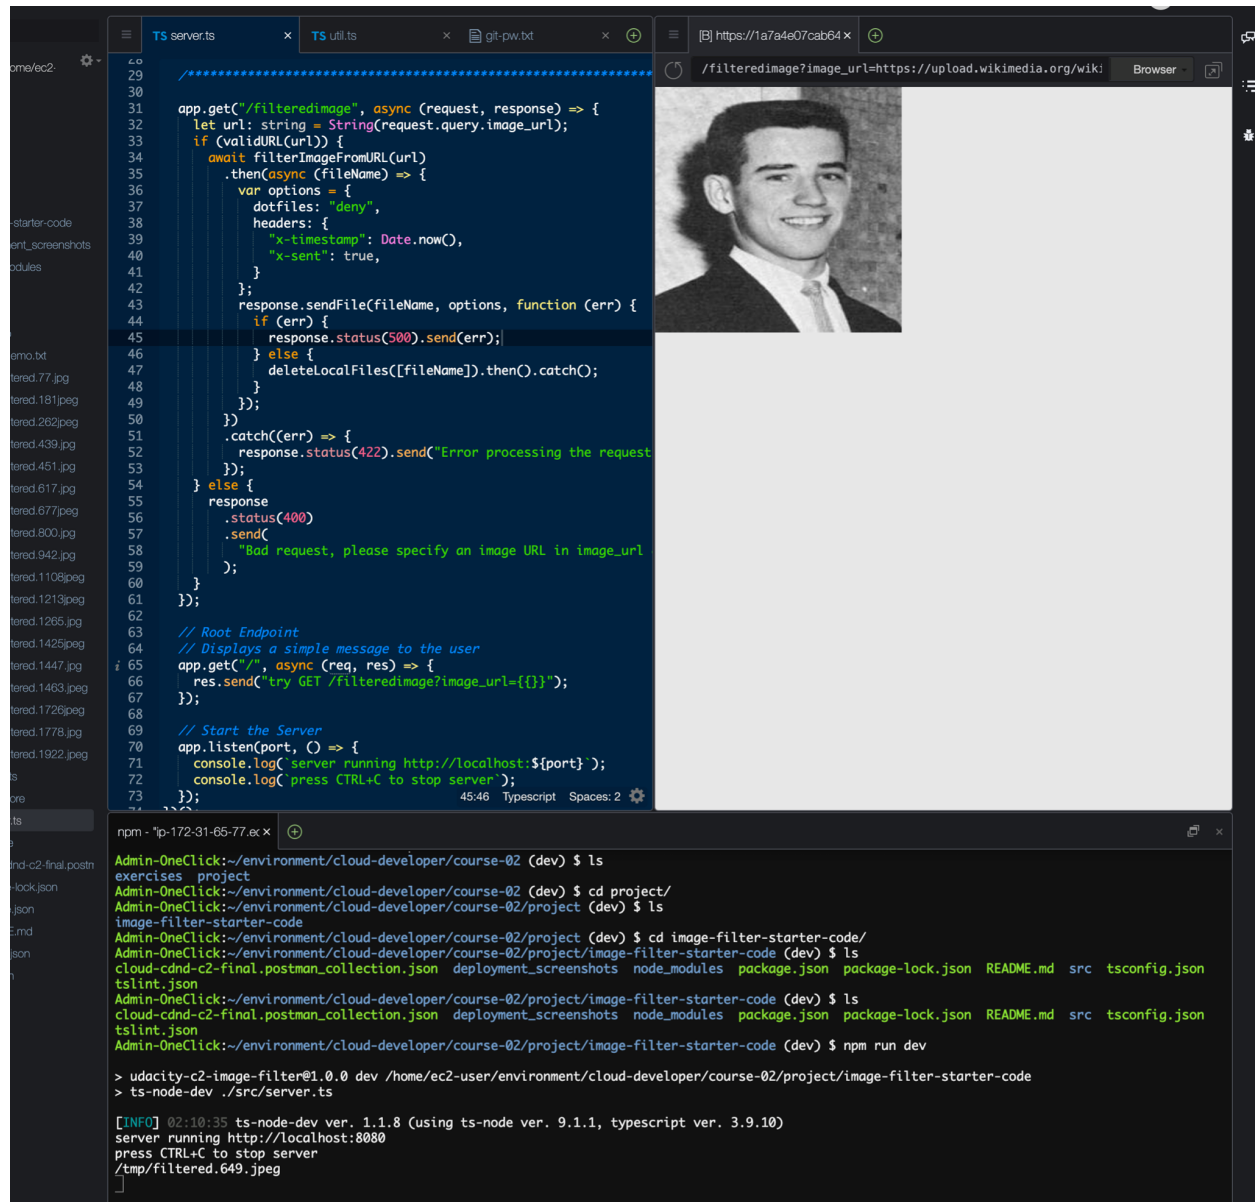 TS server.ts
TS util.ts
git-pw.txt
[B] https://1a7a4e07cab64
ome/ec2-
/filteredimage?image_url=https://upload.wikimedia.org/wiki
Browser
-starter-code
ent_screenshots
odules
emo.txt
tered.77.jpg
tered.181jpeg
tered.262jpeg
tered.439.jpg
tered.451.jpg
tered.617.jpg
tered.677jpeg
tered.800.jpg
tered.942.jpg
tered.1108jpeg
tered.1213jpeg
tered.1265.jpg
tered.1425jpeg
tered.1447.jpg
tered.1463.jpeg
tered.1726jpeg
tered.1778.jpg
tered.1922.jpeg
ts
ore
.ts
e
dnd-c2-final.postm
-lock.json
.json
E.md
json
29 /**************************************************************
30
31 app.get("/filteredimage", async (request, response) => {
32 let url: string = String(request.query.image_url);
33 if (validURL(url)) {
34 await filterImageFromURL(url)
35 .then(async (fileName) => {
36 var options = {
37 dotfiles: "deny",
38 headers: {
39 "x-timestamp": Date.now(),
40 "x-sent": true,
41 }
42 };
43 response.sendFile(fileName, options, function (err) {
44 if (err) {
45 response.status(500).send(err);
46 } else {
47 deleteLocalFiles([fileName]).then().catch();
48 }
49 });
50 })
51 .catch((err) => {
52 response.status(422).send("Error processing the request
53 });
54 } else {
55 response
56 .status(400)
57 .send(
58 "Bad request, please specify an image URL in image_url
59 );
60 }
61 });
62
63 // Root Endpoint
64 // Displays a simple message to the user
i 65 app.get("/", async (req, res) => {
66 res.send("try GET /filteredimage?image_url={{}}");
67 });
68
69 // Start the Server
70 app.listen(port, () => {
71 console.log(`server running http://localhost:${port}`);
72 console.log(`press CTRL+C to stop server`);
73 });
45:46 Typescript Spaces: 2
npm - "ip-172-31-65-77.ec
Admin-OneClick:~/environment/cloud-developer/course-02 (dev) $ ls
exercises project
Admin-OneClick:~/environment/cloud-developer/course-02 (dev) $ cd project/
Admin-OneClick:~/environment/cloud-developer/course-02/project (dev) $ ls
image-filter-starter-code
Admin-OneClick:~/environment/cloud-developer/course-02/project (dev) $ cd image-filter-starter-code/
Admin-OneClick:~/environment/cloud-developer/course-02/project/image-filter-starter-code (dev) $ ls
cloud-cdnd-c2-final.postman_collection.json deployment_screenshots node_modules package.json package-lock.json README.md src tsconfig.json
tslint.json
Admin-OneClick:~/environment/cloud-developer/course-02/project/image-filter-starter-code (dev) $ ls
cloud-cdnd-c2-final.postman_collection.json deployment_screenshots node_modules package.json package-lock.json README.md src tsconfig.json
tslint.json
Admin-OneClick:~/environment/cloud-developer/course-02/project/image-filter-starter-code (dev) $ npm run dev
> udacity-c2-image-filter@1.0.0 dev /home/ec2-user/environment/cloud-developer/course-02/project/image-filter-starter-code
> ts-node-dev ./src/server.ts
[INFO] 02:10:35 ts-node-dev ver. 1.1.8 (using ts-node ver. 9.1.1, typescript ver. 3.9.10)
server running http://localhost:8080
press CTRL+C to stop server
/tmp/filtered.649.jpeg